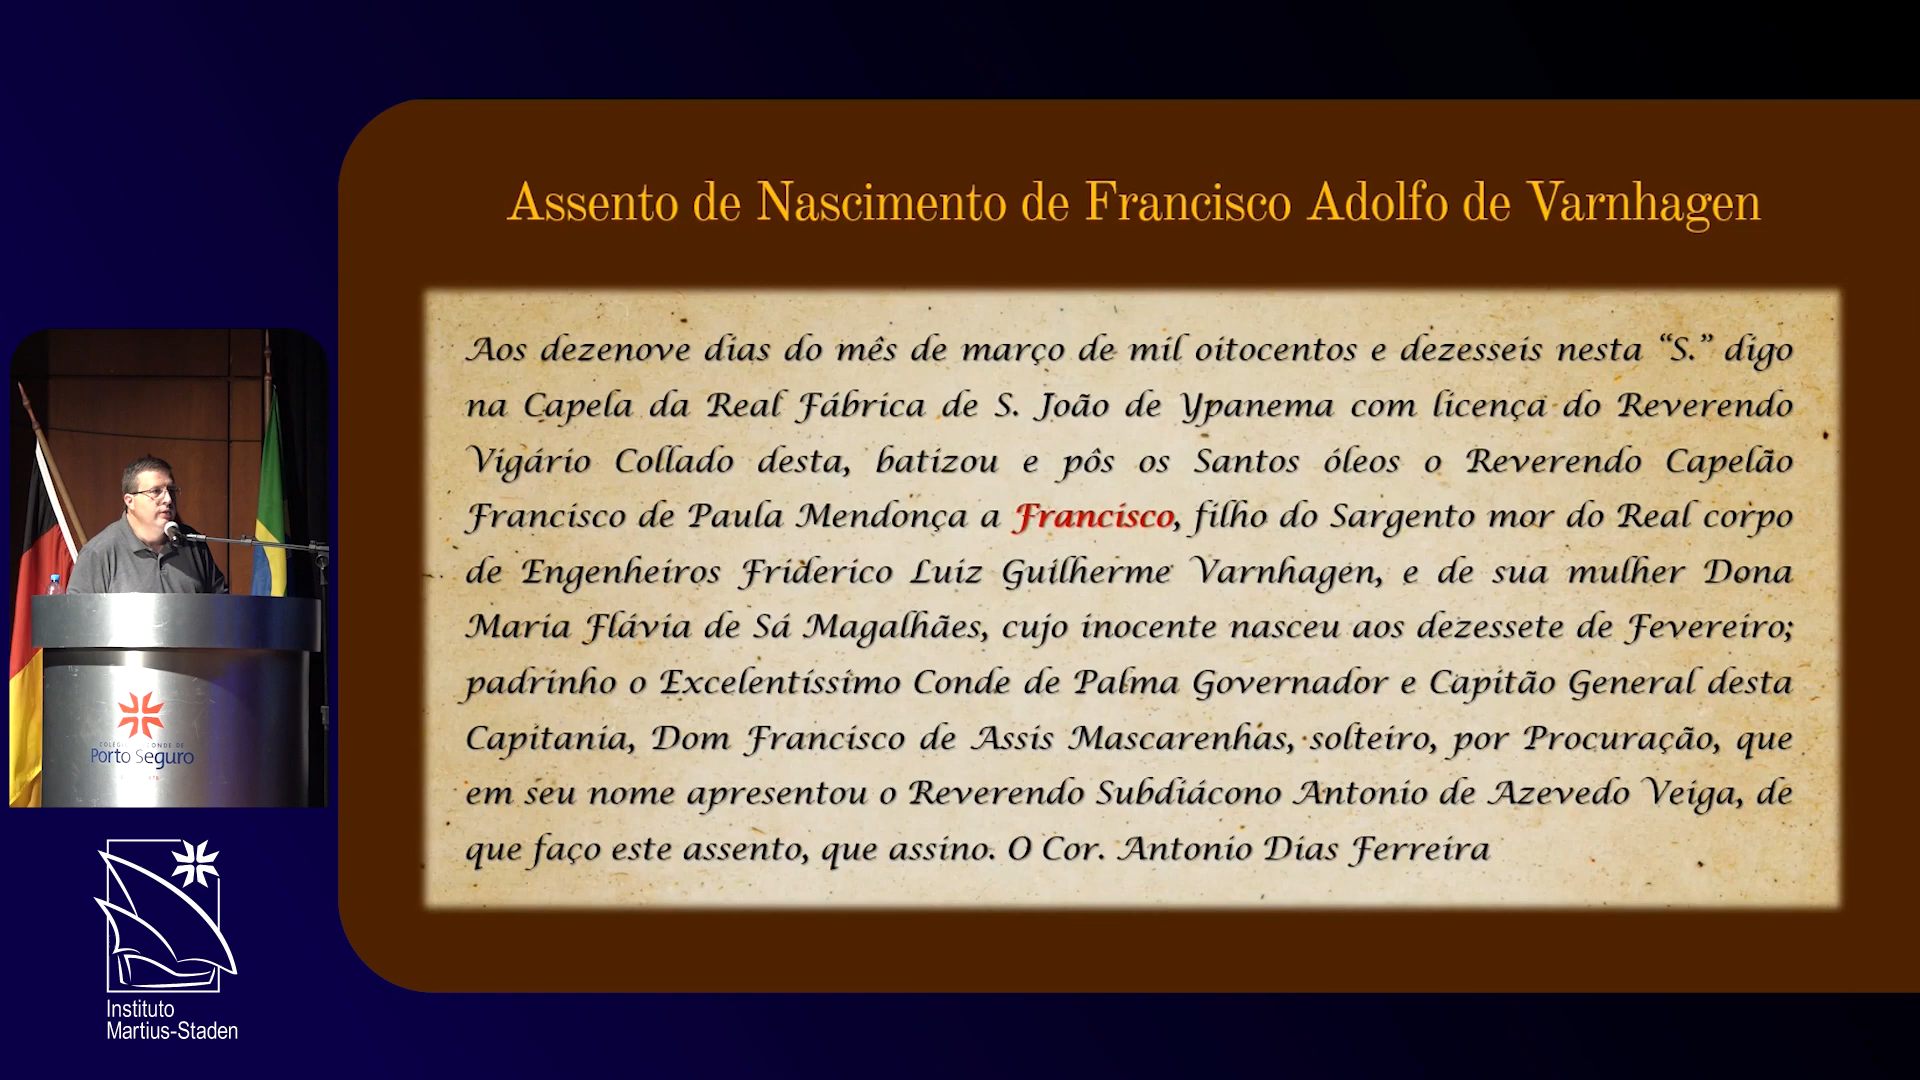 Assento de Nascimento de Francisco Adolfo de Varnhagen
Aos dezenove dias do mês de março de mil oitocentos e dezesseis nesta “S.” digo
na Capela da Real Fábrica de S. João de Ypanema com licença do Reverendo
Vigário Collado desta, batizou e pôs os Santos óleos o Reverendo Capelão
Francisco de Paula Mendonça a Francisco, filho do Sargento mor do Real corpo
de Engenheiros Friderico Luiz Guilherme Varnhagen, e de sua mulher Dona
Maria Flávia de Sá Magalhães, cujo inocente nasceu aos dezessete de Fevereiro;
padrinho o Excelentíssimo Conde de Palma Governador e Capitão General desta
Capitania, Dom Francisco de Assis Mascarenhas, solteiro, por Procuração, que
em seu nome apresentou o Reverendo Subdiácono Antonio de Azevedo Veiga, de
que faço este assento, que assino. O Cor. Antonio Dias Ferreira
Porto Seguro
Instituto
Martius-Staden